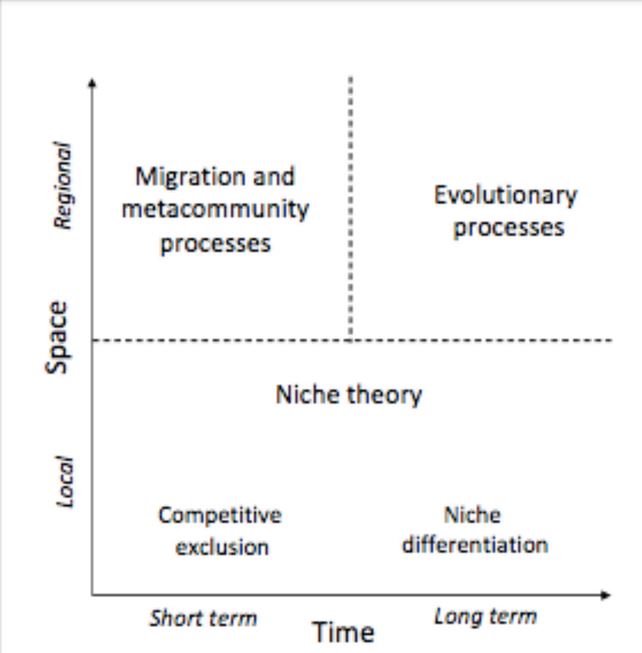 Regional
Migration and
metacommunity
processes
Evolutionary
processes
Space
Niche theory
Local
Competitive
exclusion
Niche
differentiation
Short term
Time
Long term